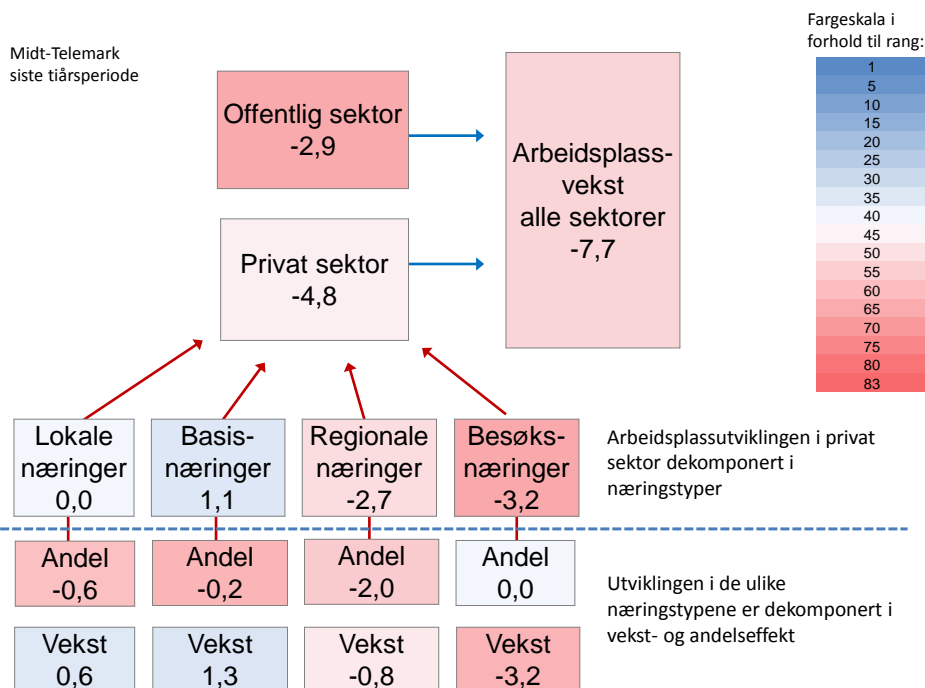 Midt-Telemark
siste tiårsperiode
Offentlig sektor
-2,9
Privat sektor
-4,8
Arbeidsplass-
vekst
alle sektorer
-7,7
Fargeskala i
forhold til rang:
1
5
10
15
20
25
30
35
40
45
50
55
60
65
70
75
80
83
Lokale
næringer
0,0
Basis-
næringer
1,1
Regionale
næringer
-2,7
Besøks-
næringer
-3,2
Arbeidsplassutviklingen i privat
sektor dekomponert i
næringstyper
Andel
-0,6
Andel
-0,2
Andel
-2,0
Andel
0,0
Utviklingen i de ulike
næringstypene er dekomponert i
vekst- og andelseffekt
Vekst
0,6
Vekst
1,3
Vekst
-0,8
Vekst
-3,2